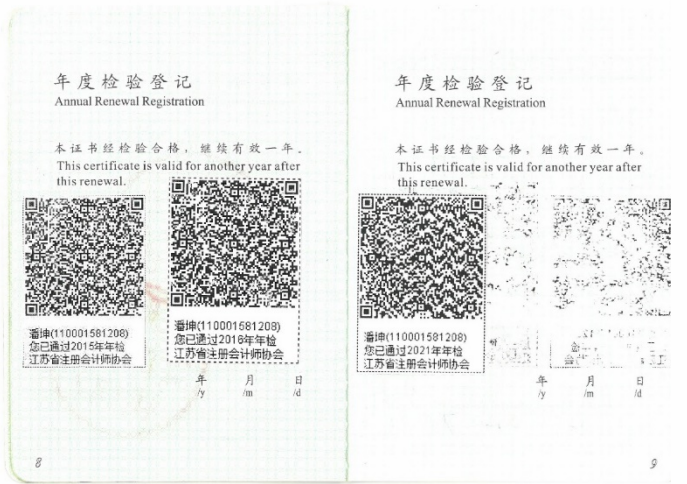 年度检验登记
Annual Renewal Registration
本证书经检验合格，继续有效一年。
This certificate is valid for another year after
this renewal.
潘坤(110001581208)
您已通过2015年年检
江苏省注册会计师协会
潘坤(110001581208)
您已通过2016年年检
江苏省注册会计师协会
年 月 日
/y /m /d
8
年度检验登记
Annual Renewal Registration
本证书经检验合格，继续有效一年。
This certificate is valid for another year after
this renewal.
潘坤(110001581208)
您已通过2021年年检
江苏省注册会计师协会
年 月 日
/y /m /d
9